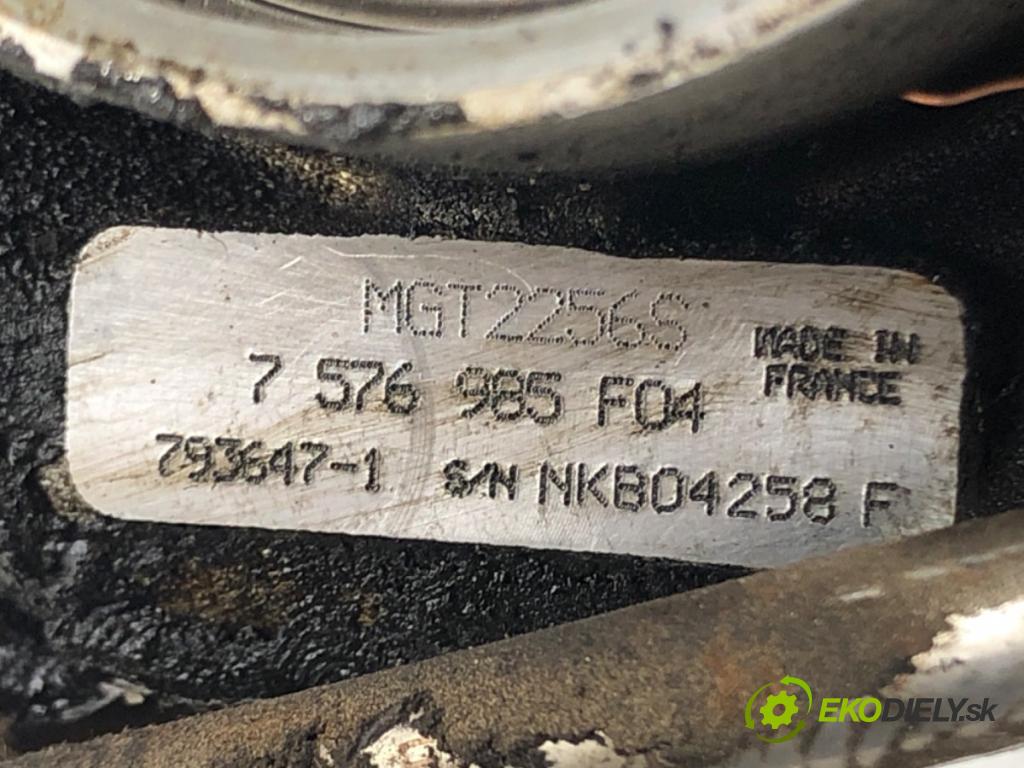 MGT2256S
7 576 985 F04
MADE IN
FRANCE
793647-1 S/N NKB04258 F
EKODIELY.sk